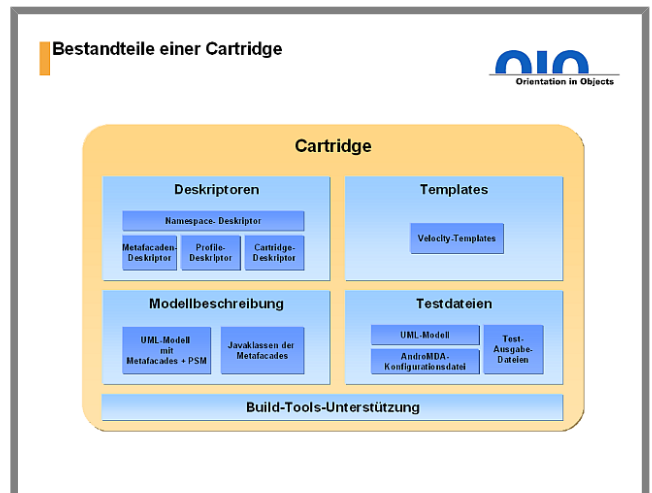 Bestandteile einer Cartridge
OIO
Orientation in Objects
Cartridge
Deskriptoren
Namespace- Deskriptor
Metafacaden-
Deskriptor
Profile-
Deskriptor
Cartridge-
Deskriptor
Templates
Velocity-Templates
Modellbeschreibung
UML-Modell
mit
Metafacades + PSM
Javaklassen der
Metafacades
Testdateien
UML-Modell
AndroMDA-
Konfigurationsdatei
Test-
Ausgabe-
Dateien
Build-Tools-Unterstützung